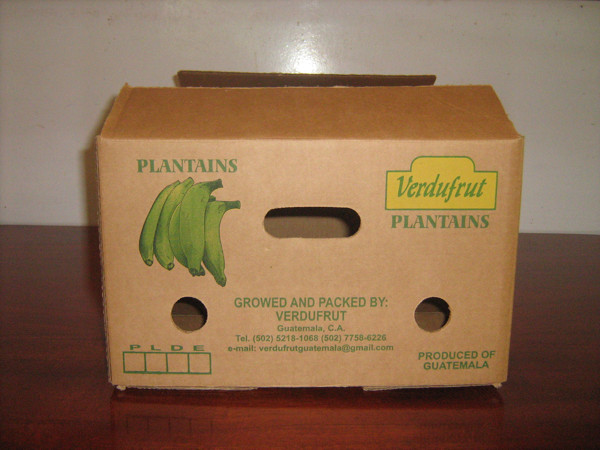 PLANTAINS
Verdufrut
PLANTAINS
GROWED AND PACKED BY:
VERDUFRUT
Guatemala, C.A.
Tel. (502) 5218-1068 (502) 7756-6226
e-mail: verdufrutguatemala@gmail.com
P L D E
PRODUCED OF
GUATEMALA